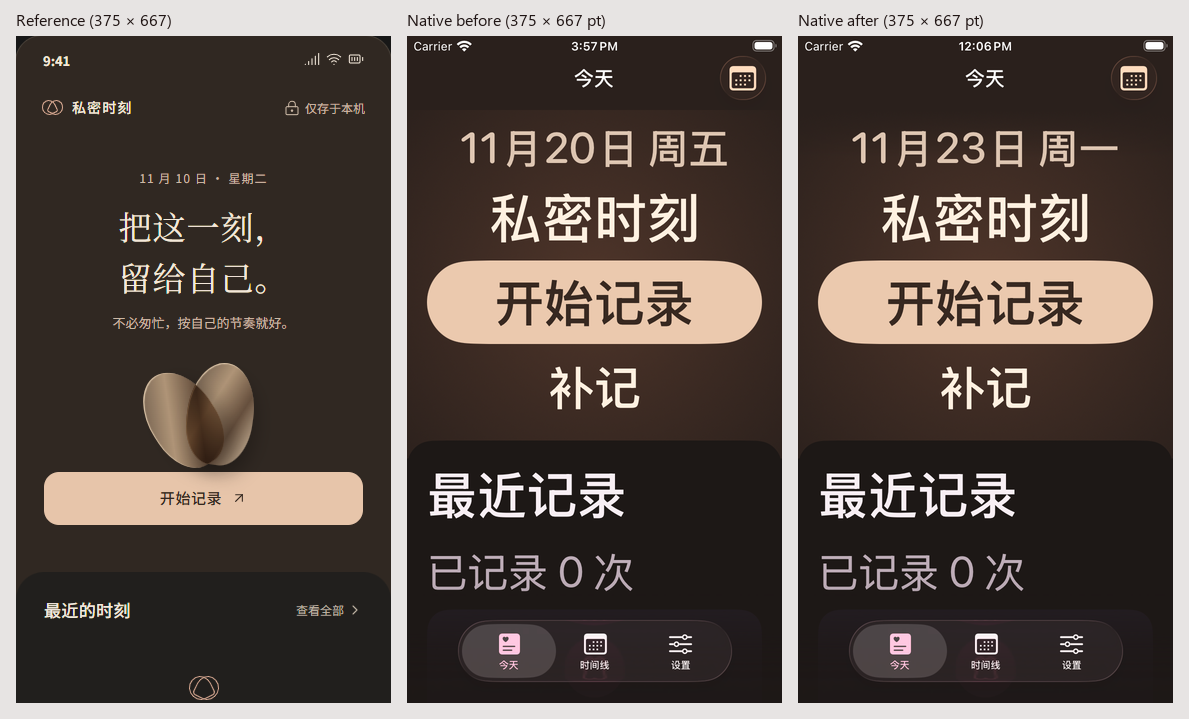 Reference (375 × 667)
9:41
私密时刻
仅存于本机
11 月 10 日 · 星期二
把这一刻,
留给自己。
不必匆忙，按自己的节奏就好。
开始记录
最近的时刻
查看全部
Native before (375 × 667 pt)
Carrier
3:57 PM
今天
11月20日 周五
私密时刻
开始记录
补记
最近记录
已记录 0 次
今天
时间线
设置
Native after (375 × 667 pt)
Carrier
12:06 PM
今天
11月23日 周一
私密时刻
开始记录
补记
最近记录
已记录 0 次
今天
时间线
设置